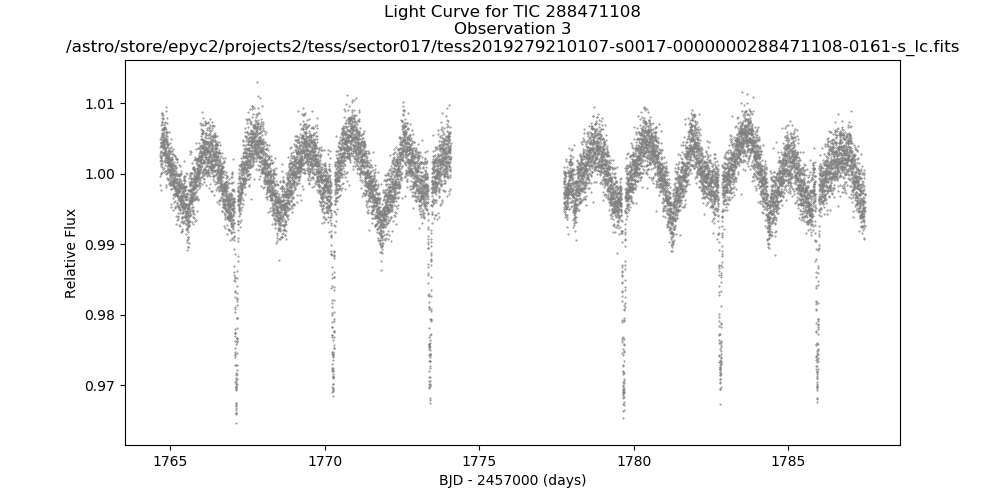 Light Curve for TIC 288471108
Observation 3
/astro/store/epyc2/projects2/tess/sector017/tess2019279210107-s0017-0000000288471108-0161-s_lc.fits
1.01
1.00
0.99
0.98
0.97
Relative Flux
1765
1770
1775
1780
1785
BJD - 2457000 (days)